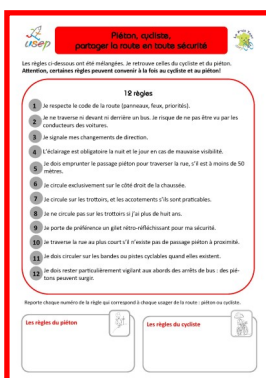 usep
Piéton, cycliste,
partager la route en toute sécurité
Les règles ci-dessous ont été mélangées. Je retrouve celles du cycliste et du piéton.
Attention, certaines règles peuvent convenir à la fois au cycliste et au piéton!
12 règles
1 Je respecte le code de la route (panneaux, feux, priorités).
2 Je ne traverse ni devant ni derrière un bus. Je risque de ne pas être vu par les
conducteurs des voitures.
3 Je signale mes changements de direction.
4 L'éclairage est obligatoire la nuit et le jour en cas de mauvaise visibilité.
5 Je dois emprunter le passage piéton pour traverser la rue, s'il est à moins de 50
mètres.
6 Je circule exclusivement sur le côté droit de la chaussée.
7 Je circule sur les trottoirs, et les accotements s'ils sont praticables.
8 Je ne circule pas sur les trottoirs si j'ai plus de huit ans.
9 Je porte de préférence un gilet rétro-réfléchissant pour ma sécurité.
10 Je traverse la rue au plus court s'il n'existe pas de passage piéton à proximité.
11 Je dois circuler sur les bandes ou pistes cyclables quand elles existent.
12 Je dois rester particulièrement vigilant aux abords des arrêts de bus : des pié-
tons peuvent surgir.
Reporte chaque numéro de la règle qui correspond à chaque usager de la route : piéton ou cycliste.
Les règles du piéton
Les règles du cycliste